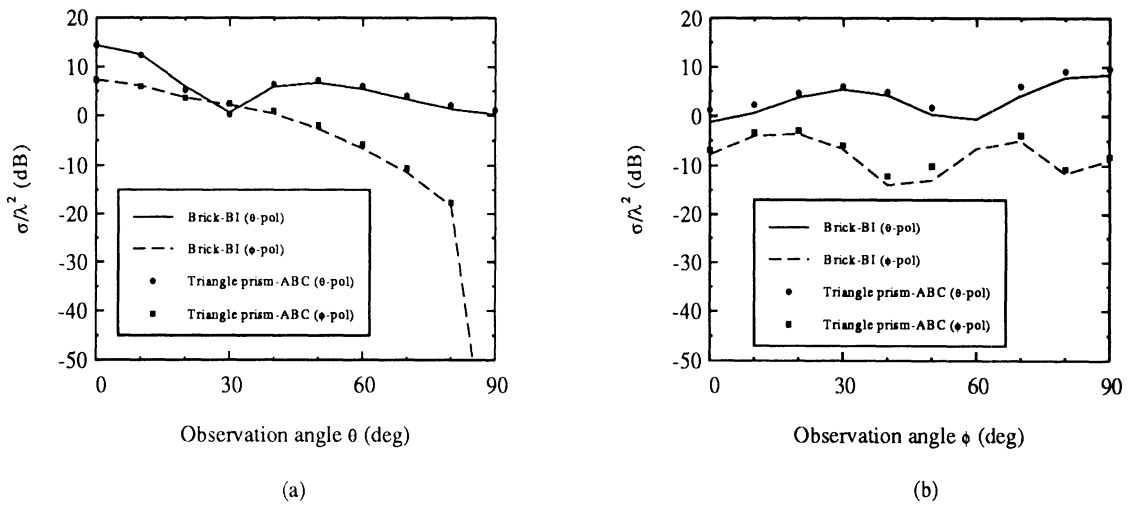 20
10
0
-10
-20
-30
-40
-50
σ/λ² (dB)
Brick-BI (θ-pol)
Brick-BI (ϕ-pol)
Triangle prism-ABC (θ-pol)
Triangle prism-ABC (ϕ-pol)
0 30 60 90
Observation angle θ (deg)
(a)
20
10
0
-10
-20
-30
-40
-50
σ/λ² (dB)
Brick-BI (θ-pol)
Brick-BI (ϕ-pol)
Triangle prism-ABC (θ-pol)
Triangle prism-ABC (ϕ-pol)
0 30 60 90
Observation angle ϕ (deg)
(b)